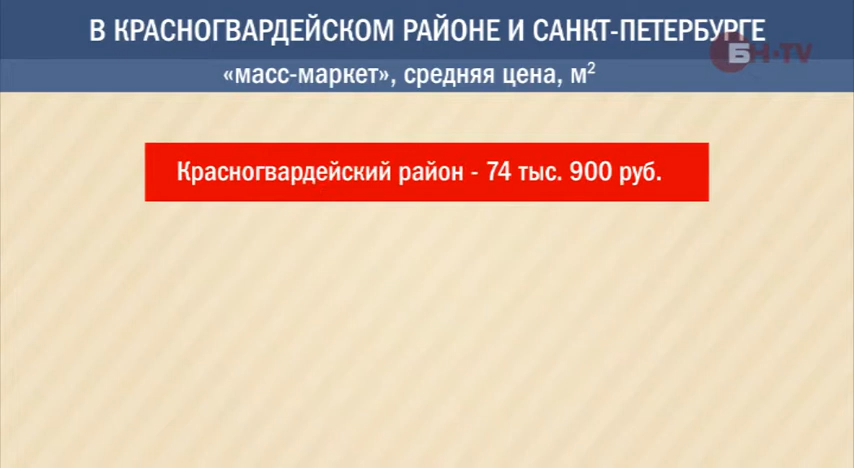 В КРАСНОГВАРДЕЙСКОМ РАЙОНЕ И САНКТ-ПЕТЕРБУРГЕ
БН-TV
«масс-маркет», средняя цена, м²
Красногвардейский район - 74 тыс. 900 руб.